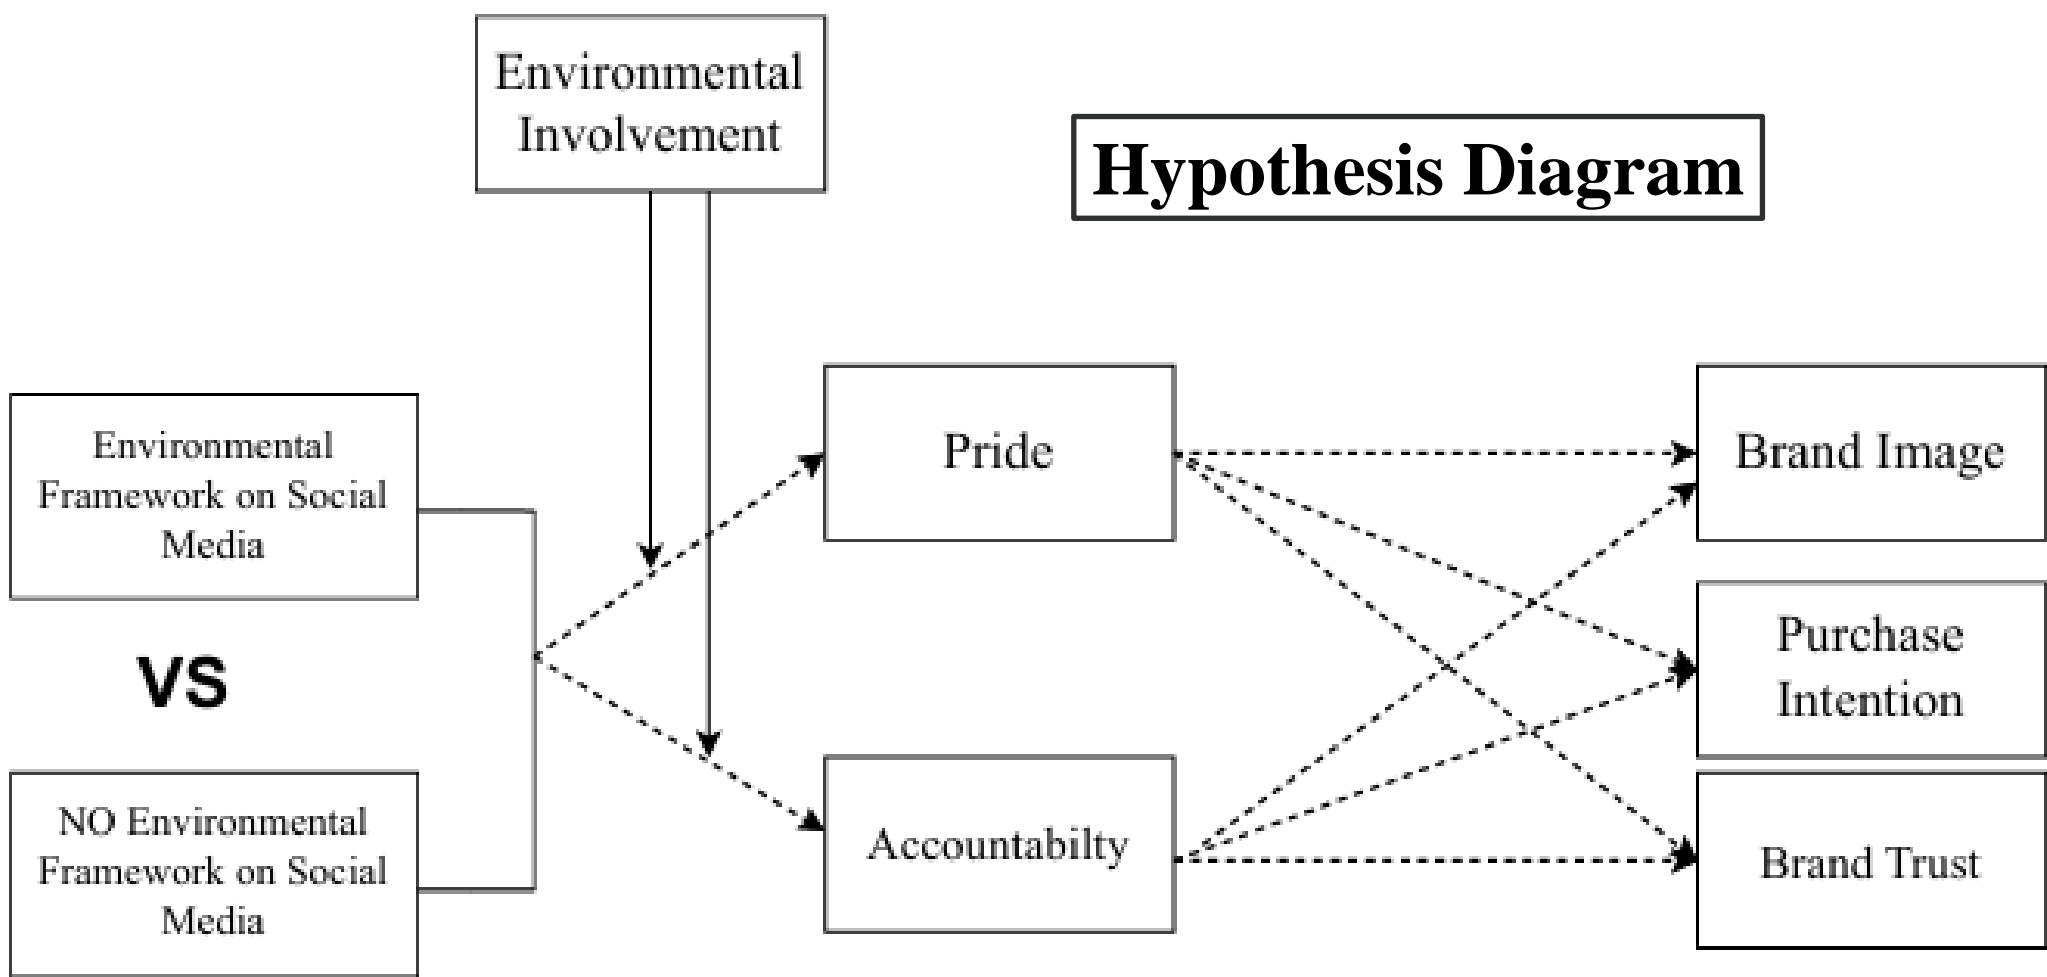 Environmental
Involvement
Hypothesis Diagram
Environmental
Framework on Social
Media
VS
NO Environmental
Framework on Social
Media
Pride
Accountabilty
Brand Image
Purchase
Intention
Brand Trust